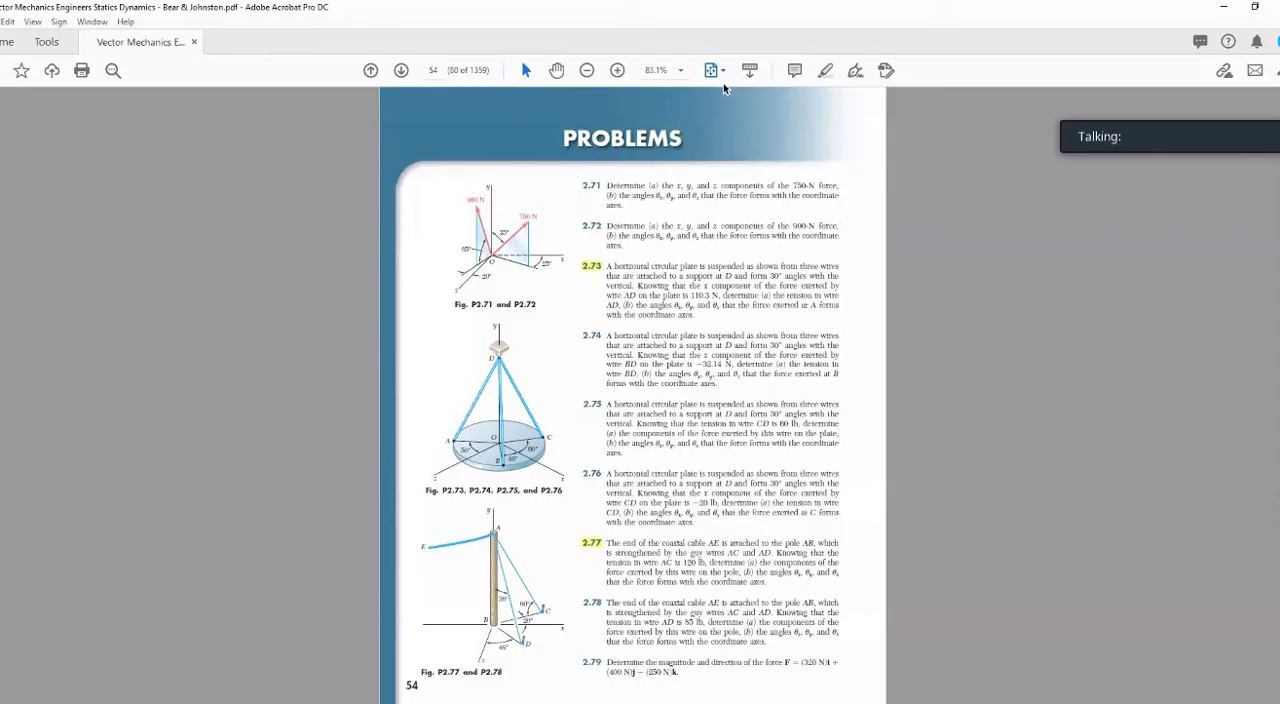 ector Mechanics Engineers Statics Dynamics - Bear & Johnston.pdf - Adobe Acrobat Pro DC
Edit View Sign Window Help
me Tools Vector Mechanics E... ×
54 (80 of 1359) 83.1%
Talking:
PROBLEMS
2.71 Determine (a) the x, y, and z components of the 750-N force,
(b) the angles θx, θy, and θz that the force forms with the coordinate
axes.
2.72 Determine (a) the x, y, and z components of the 900-N force,
(b) the angles θx, θy, and θz that the force forms with the coordinate
axes.
2.73 A horizontal circular plate is suspended as shown from three wires
that are attached to a support at D and form 30° angles with the
vertical. Knowing that the x component of the force exerted by
wire AD on the plate is 110.3 N, determine (a) the tension in wire
AD, (b) the angles θx, θy, and θz that the force exerted at A forms
with the coordinate axes.
2.74 A horizontal circular plate is suspended as shown from three wires
that are attached to a support at D and form 30° angles with the
vertical. Knowing that the z component of the force exerted by
wire BD on the plate is −32.14 N, determine (a) the tension in
wire BD, (b) the angles θx, θy, and θz that the force exerted at B
forms with the coordinate axes.
2.75 A horizontal circular plate is suspended as shown from three wires
that are attached to a support at D and form 30° angles with the
vertical. Knowing that the tension in wire CD is 60 lb, determine
(a) the components of the force exerted by this wire on the plate,
(b) the angles θx, θy, and θz that the force forms with the coordinate
axes.
2.76 A horizontal circular plate is suspended as shown from three wires
that are attached to a support at D and form 30° angles with the
vertical. Knowing that the x component of the force exerted by
wire CD on the plate is −20 lb, determine (a) the tension in wire
CD, (b) the angles θx, θy, and θz that the force exerted at C forms
with the coordinate axes.
2.77 The end of the coaxial cable AE is attached to the pole AB, which
is strengthened by the guy wires AC and AD. Knowing that the
tension in wire AC is 120 lb, determine (a) the components of the
force exerted by this wire on the pole, (b) the angles θx, θy, and θz
that the force forms with the coordinate axes.
2.78 The end of the coaxial cable AE is attached to the pole AB, which
is strengthened by the guy wires AC and AD. Knowing that the
tension in wire AD is 85 lb, determine (a) the components of the
force exerted by this wire on the pole, (b) the angles θx, θy, and θz
that the force forms with the coordinate axes.
2.79 Determine the magnitude and direction of the force F = (320 N)i +
(400 N)j − (250 N)k.
y
900 N
750 N
35°
65°
O
x
25°
20°
z
Fig. P2.71 and P2.72
y
D
A
O
C
50°
60°
B
40°
z
x
Fig. P2.73, P2.74, P2.75, and P2.76
y
A
E
36°
60°
C
B
20°
x
D
48°
z
Fig. P2.77 and P2.78
54